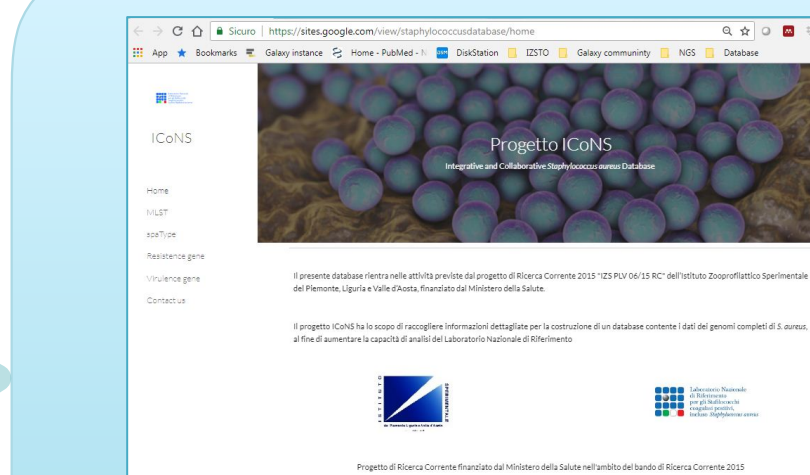 Sicuro | https://sites.google.com/view/staphylococcusdatabase/home
App Bookmarks Galaxy instance Home - PubMed - N DiskStation IZSTO Galaxy communinty NGS Database
ICoNS
Home
MLST
spaType
Resistence gene
Virulence gene
Contact us
Progetto ICoNS
Integrative and Collaborative Staphylococcus aureus Database
Il presente database rientra nelle attività previste dal progetto di Ricerca Corrente 2015 "IZS PLV 06/15 RC" dell'Istituto Zooprofilattico Sperimentale
del Piemonte, Liguria e Valle d'Aosta, finanziato dal Ministero della Salute.
Il progetto ICoNS ha lo scopo di raccogliere informazioni dettagliate per la costruzione di un database contente i dati dei genomi completi di S. aureus,
al fine di aumentare la capacità di analisi del Laboratorio Nazionale di Riferimento
ISTITUTO
SPERIMENTALE
Laboratorio Nazionale
di Riferimento
per gli Stafilococchi
coagulasi positivi,
incluso Staphylococcus aureus
Progetto di Ricerca Corrente finanziato dal Ministero della Salute nell'ambito del bando di Ricerca Corrente 2015